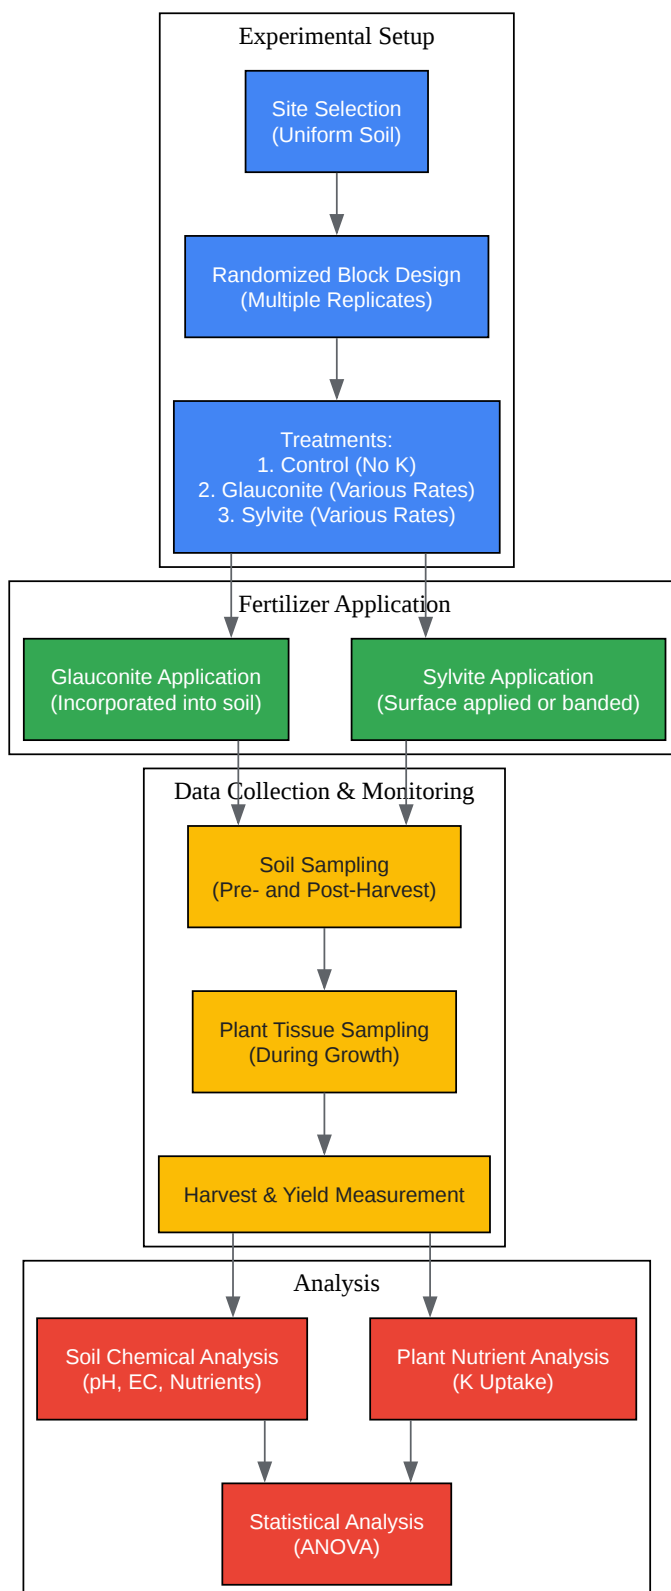 Experimental Setup
Site Selection
(Uniform Soil)
Randomized Block Design
(Multiple Replicates)
Treatments:
1. Control (No K)
2. Glauconite (Various Rates)
3. Sylvite (Various Rates)
Fertilizer Application
Glauconite Application
(Incorporated into soil)
Sylvite Application
(Surface applied or banded)
Data Collection & Monitoring
Soil Sampling
(Pre- and Post-Harvest)
Plant Tissue Sampling
(During Growth)
Harvest & Yield Measurement
Analysis
Soil Chemical Analysis
(pH, EC, Nutrients)
Plant Nutrient Analysis
(K Uptake)
Statistical Analysis
(ANOVA)